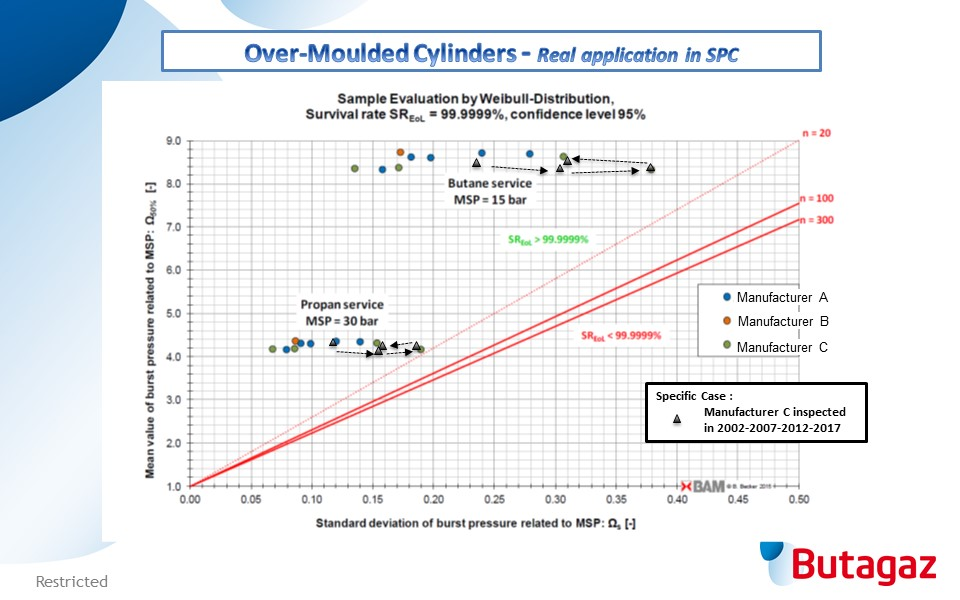 Over-Moulded Cylinders - Real application in SPC
Sample Evaluation by Weibull-Distribution,
Survival rate SREoL = 99.9999%, confidence level 95%
Mean value of burst pressure related to MSP: Ω50% [-]
9.0
8.0
7.0
6.0
5.0
4.0
3.0
2.0
1.0
n = 20
n = 100
n = 300
Butane service
MSP = 15 bar
SREoL > 99.9999%
Propan service
MSP = 30 bar
SREoL < 99.9999%
Manufacturer A
Manufacturer B
Manufacturer C
Specific Case :
Manufacturer C inspected
in 2002-2007-2012-2017
BAM © B. Becker
0.00 0.05 0.10 0.15 0.20 0.25 0.30 0.35 0.40 0.45 0.50
Standard deviation of burst pressure related to MSP: Ωs [-]
Restricted
Butagaz